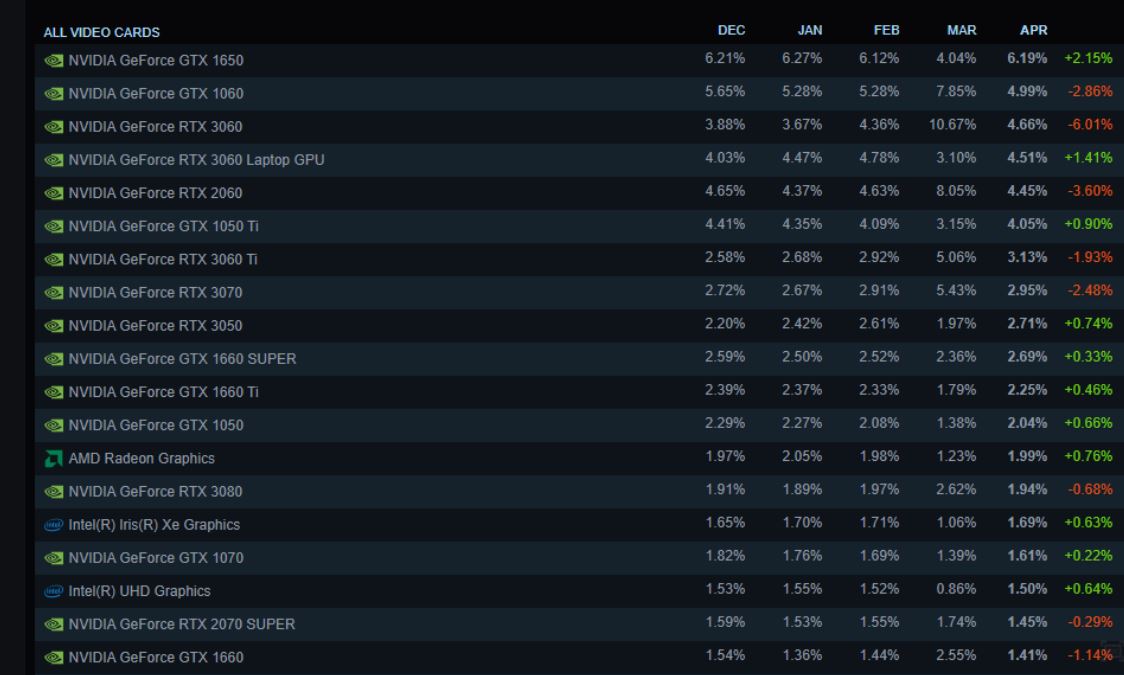 ALL VIDEO CARDS DEC JAN FEB MAR APR
NVIDIA GeForce GTX 1650 6.21% 6.27% 6.12% 4.04% 6.19% +2.15%
NVIDIA GeForce GTX 1060 5.65% 5.28% 5.28% 7.85% 4.99% -2.86%
NVIDIA GeForce RTX 3060 3.88% 3.67% 4.36% 10.67% 4.66% -6.01%
NVIDIA GeForce RTX 3060 Laptop GPU 4.03% 4.47% 4.78% 3.10% 4.51% +1.41%
NVIDIA GeForce RTX 2060 4.65% 4.37% 4.63% 8.05% 4.45% -3.60%
NVIDIA GeForce GTX 1050 Ti 4.41% 4.35% 4.09% 3.15% 4.05% +0.90%
NVIDIA GeForce RTX 3060 Ti 2.58% 2.68% 2.92% 5.06% 3.13% -1.93%
NVIDIA GeForce RTX 3070 2.72% 2.67% 2.91% 5.43% 2.95% -2.48%
NVIDIA GeForce RTX 3050 2.20% 2.42% 2.61% 1.97% 2.71% +0.74%
NVIDIA GeForce GTX 1660 SUPER 2.59% 2.50% 2.52% 2.36% 2.69% +0.33%
NVIDIA GeForce GTX 1660 Ti 2.39% 2.37% 2.33% 1.79% 2.25% +0.46%
NVIDIA GeForce GTX 1050 2.29% 2.27% 2.08% 1.38% 2.04% +0.66%
AMD Radeon Graphics 1.97% 2.05% 1.98% 1.23% 1.99% +0.76%
NVIDIA GeForce RTX 3080 1.91% 1.89% 1.97% 2.62% 1.94% -0.68%
Intel(R) Iris(R) Xe Graphics 1.65% 1.70% 1.71% 1.06% 1.69% +0.63%
NVIDIA GeForce GTX 1070 1.82% 1.76% 1.69% 1.39% 1.61% +0.22%
Intel(R) UHD Graphics 1.53% 1.55% 1.52% 0.86% 1.50% +0.64%
NVIDIA GeForce RTX 2070 SUPER 1.59% 1.53% 1.55% 1.74% 1.45% -0.29%
NVIDIA GeForce GTX 1660 1.54% 1.36% 1.44% 2.55% 1.41% -1.14%